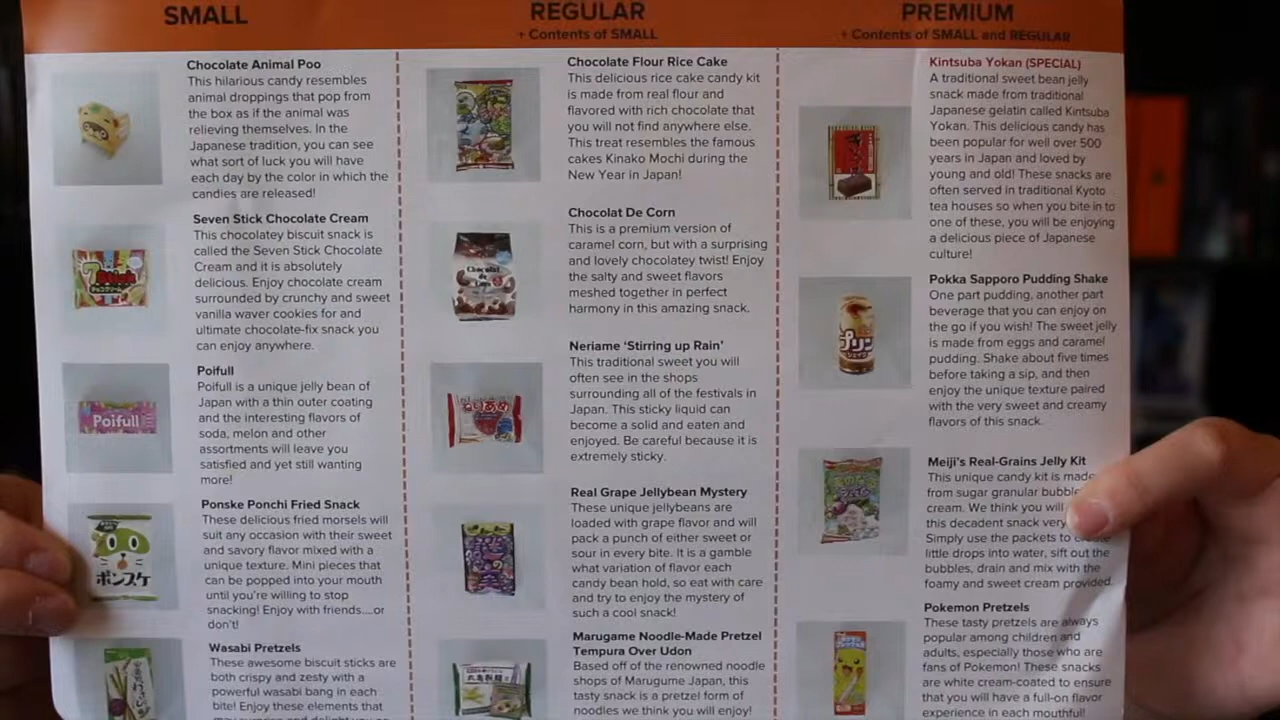 SMALL
Chocolate Animal Poo
This hilarious candy resembles
animal droppings that pop from
the box as if the animal was
relieving themselves. In the
Japanese tradition, you can see
what sort of luck you will have
each day by the color in which the
candies are released!
Seven Stick Chocolate Cream
This chocolatey biscuit snack is
called the Seven Stick Chocolate
Cream and it is absolutely
delicious. Enjoy chocolate cream
surrounded by crunchy and sweet
vanilla waver cookies for and
ultimate chocolate-fix snack you
can enjoy anywhere.
7
Stick
Poifull
Poifull is a unique jelly bean of
Japan with a thin outer coating
and the interesting flavors of
soda, melon and other
assortments will leave you
satisfied and yet still wanting
more!
Poifull
Ponske Ponchi Fried Snack
These delicious fried morsels will
suit any occasion with their sweet
and savory flavor mixed with a
unique texture. Mini pieces that
can be popped into your mouth
until you're willing to stop
snacking! Enjoy with friends....or
don't!
ポンスケ
Wasabi Pretzels
These awesome biscuit sticks are
both crispy and zesty with a
powerful wasabi bang in each
bite! Enjoy these elements that
may surprise and delight you
REGULAR
+ Contents of SMALL
Chocolate Flour Rice Cake
This delicious rice cake candy kit
is made from real flour and
flavored with rich chocolate that
you will not find anywhere else.
This treat resembles the famous
cakes Kinako Mochi during the
New Year in Japan!
Chocolat De Corn
This is a premium version of
caramel corn, but with a surprising
and lovely chocolatey twist! Enjoy
the salty and sweet flavors
meshed together in perfect
harmony in this amazing snack.
Chocolat
de
Corn
Neriame ‘Stirring up Rain’
This traditional sweet you will
often see in the shops
surrounding all of the festivals in
Japan. This sticky liquid can
become a solid and eaten and
enjoyed. Be careful because it is
extremely sticky.
ねりあめ
Real Grape Jellybean Mystery
These unique jellybeans are
loaded with grape flavor and will
pack a punch of either sweet or
sour in every bite. It is a gamble
what variation of flavor each
candy bean hold, so eat with care
and try to enjoy the mystery of
such a cool snack!
Marugame Noodle-Made Pretzel
Tempura Over Udon
Based off of the renowned noodle
shops of Marugume Japan, this
tasty snack is a pretzel form of
noodles we think you will enjoy!
丸亀製麺
PREMIUM
+ Contents of SMALL and REGULAR
Kintsuba Yokan (SPECIAL)
A traditional sweet bean jelly
snack made from traditional
Japanese gelatin called Kintsuba
Yokan. This delicious candy has
been popular for well over 500
years in Japan and loved by
young and old! These snacks are
often served in traditional Kyoto
tea houses so when you bite in to
one of these, you will be enjoying
a delicious piece of Japanese
culture!
Pokka Sapporo Pudding Shake
One part pudding, another part
beverage that you can enjoy on
the go if you wish! The sweet jelly
is made from eggs and caramel
pudding. Shake about five times
before taking a sip, and then
enjoy the unique texture paired
with the very sweet and creamy
flavors of this snack.
プリン
Meiji's Real-Grains Jelly Kit
This unique candy kit is made
from sugar granular bubble
cream. We think you will
this decadent snack very
Simply use the packets to create
little drops into water, sift out the
bubbles, drain and mix with the
foamy and sweet cream provided.
Pokemon Pretzels
These tasty pretzels are always
popular among children and
adults, especially those who are
fans of Pokemon! These snacks
are white cream-coated to ensure
that you will have a full-on flavor
experience in each mouthful!